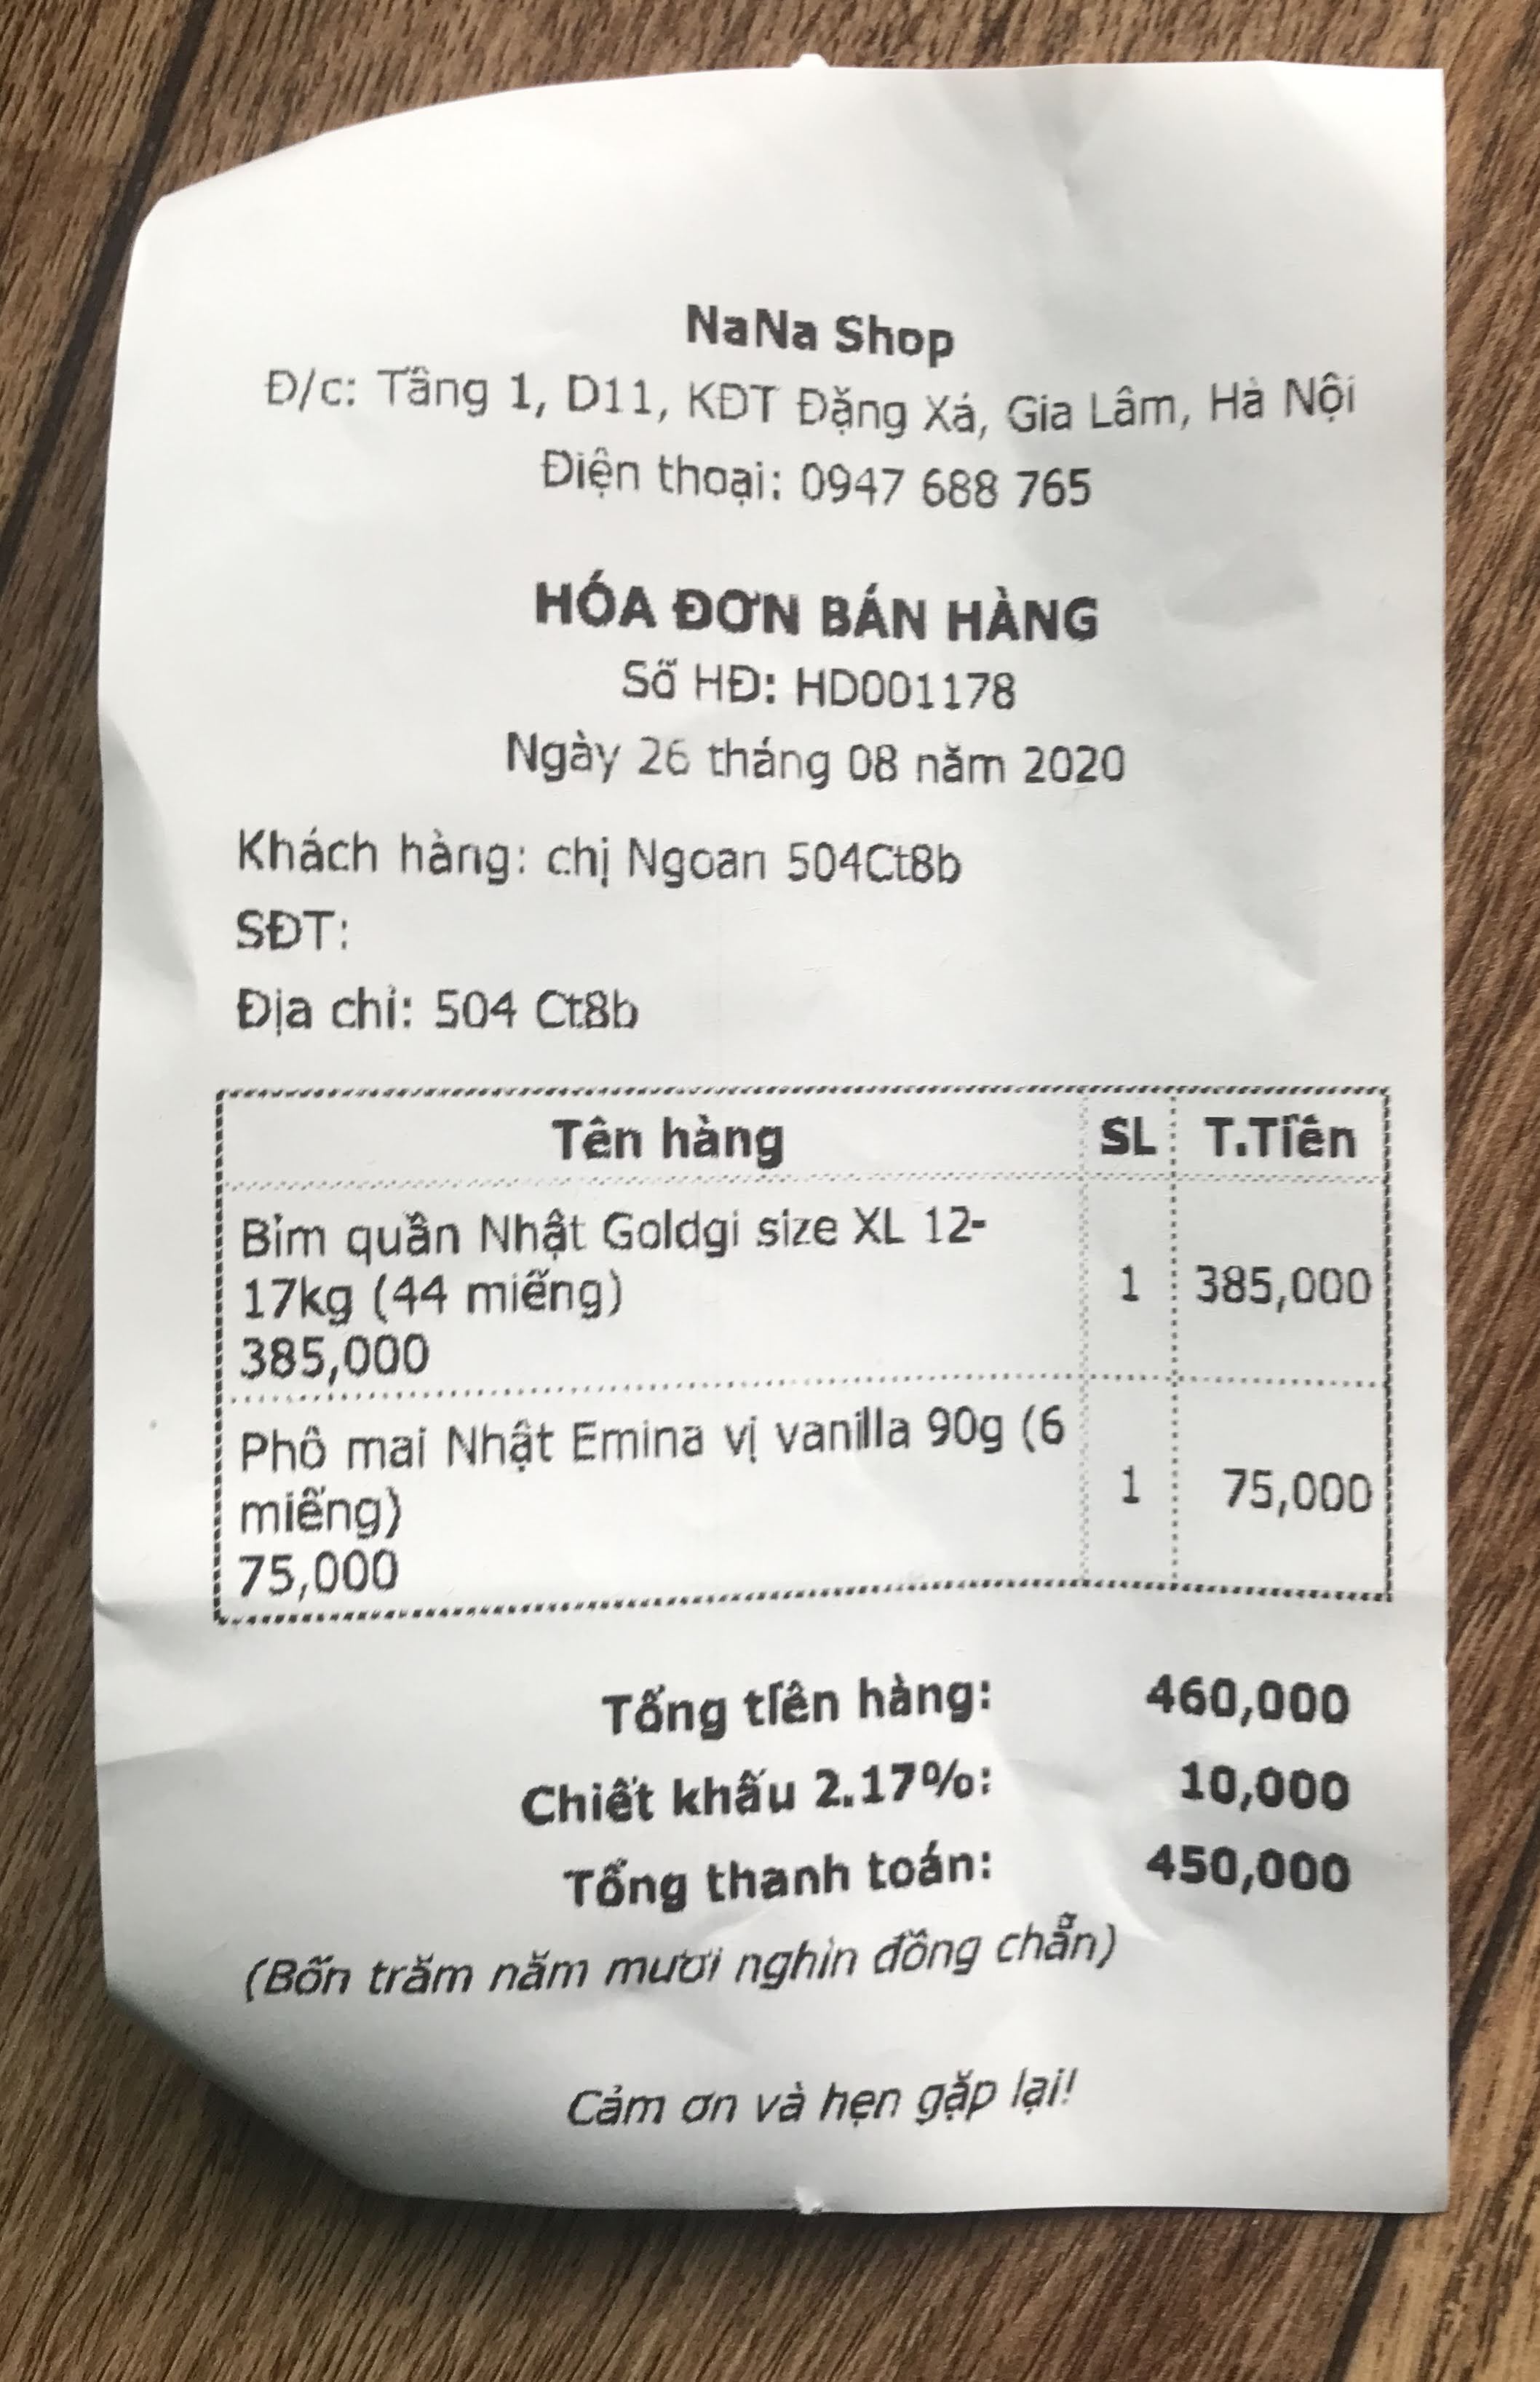 NaNa Shop
Đ/c: Tầng 1, D11, KĐT Đặng Xá, Gia Lâm, Hà Nội
Điện thoại: 0947 688 765
HÓA ĐƠN BÁN HÀNG
Số HĐ: HD001178
Ngày 26 tháng 08 năm 2020
Khách hàng: chị Ngoan 504Ct8b
SĐT:
Địa chỉ: 504 Ct8b
Tên hàng SL T.Tiền
Bỉm quần Nhật Goldgi size XL 12-
17kg (44 miếng) 1 385,000
385,000
Phô mai Nhật Emina vị vanilla 90g (6
miếng) 1 75,000
75,000
Tổng tiền hàng: 460,000
Chiết khấu 2.17%: 10,000
Tổng thanh toán: 450,000
(Bốn trăm năm mươi nghìn đồng chẵn)
Cảm ơn và hẹn gặp lại!